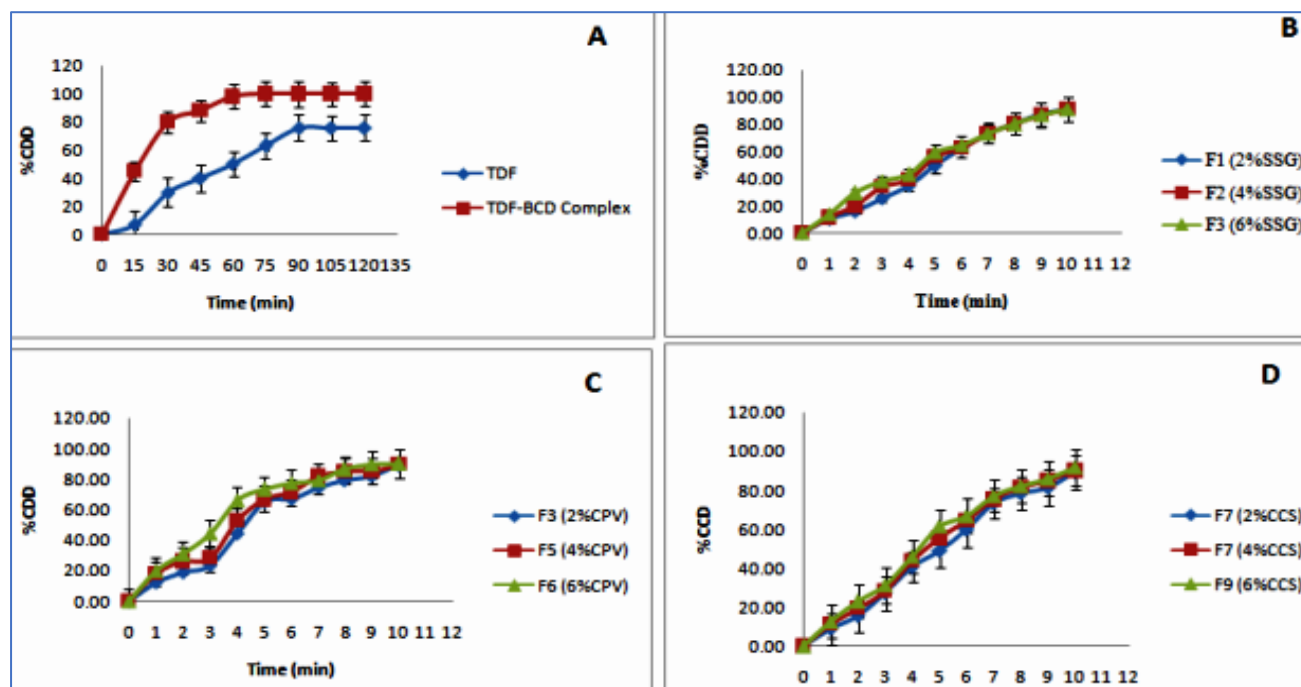 A
120
100
80
60
40
20
0
%CDD
0 15 30 45 60 75 90 105 120 135
Time (min)
TDF
TDF-BCD Complex
B
120.00
100.00
80.00
60.00
40.00
20.00
0.00
%CDD
0 1 2 3 4 5 6 7 8 9 10 11 12
Time (min)
F1 (2%SSG)
F2 (4%SSG)
F3 (6%SSG)
C
120.00
100.00
80.00
60.00
40.00
20.00
0.00
%CDD
0 1 2 3 4 5 6 7 8 9 10 11 12
Time (min)
F3 (2%CPV)
F5 (4%CPV)
F6 (6%CPV)
D
120.00
100.00
80.00
60.00
40.00
20.00
0.00
%CCD
0 1 2 3 4 5 6 7 8 9 10 11 12
F7 (2%CCS)
F7 (4%CCS)
F9 (6%CCS)